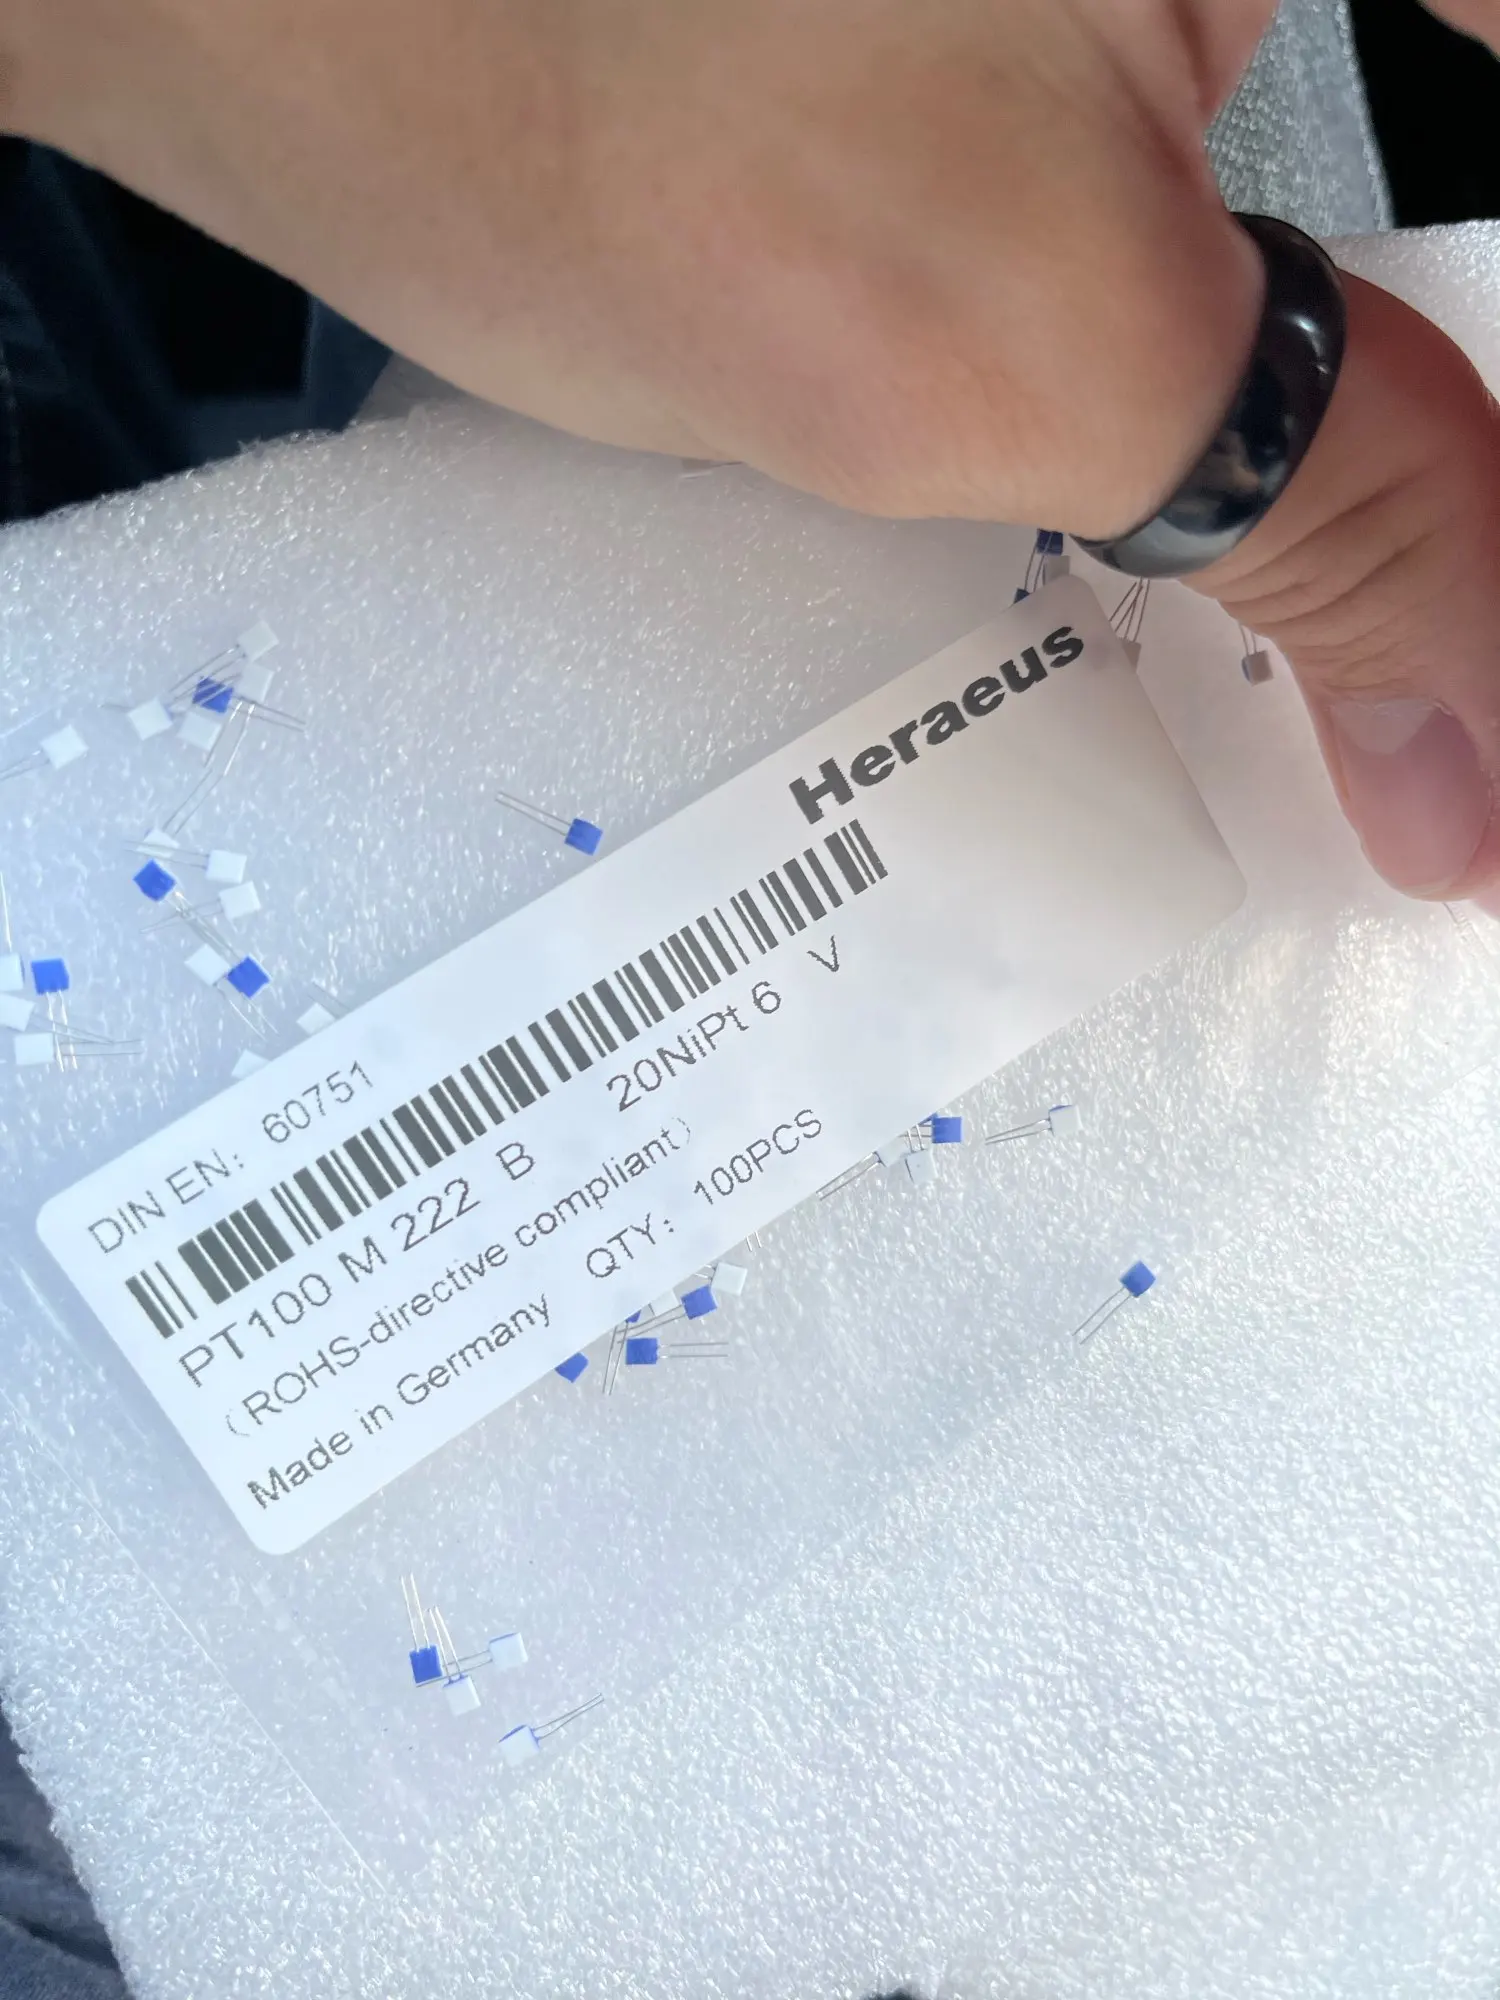 Heraeus
DIN EN: 60751
PT100 M 222 B 20NiPt 6 V
(ROHS-directive compliant)
Made in Germany QTY: 100PCS